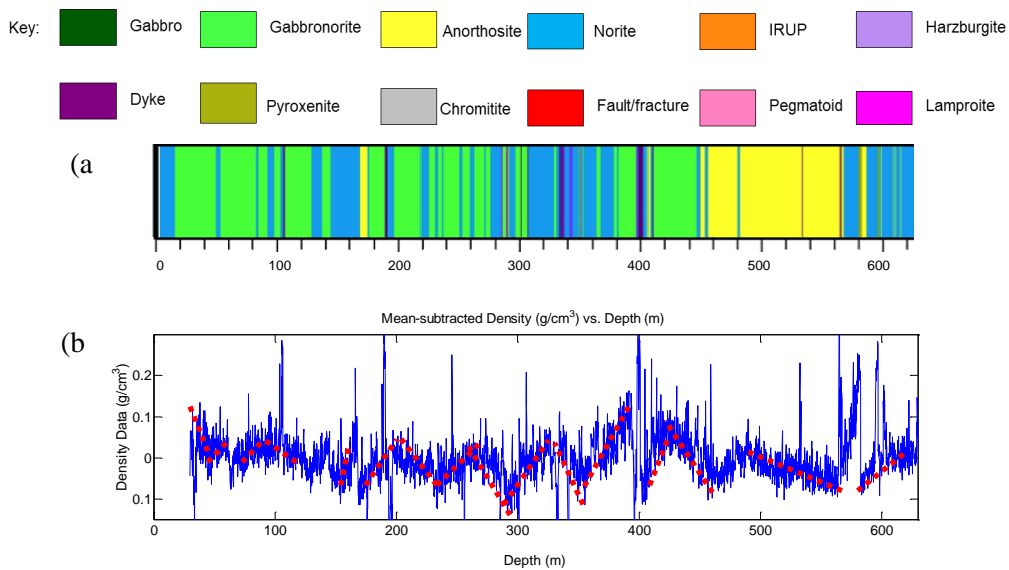 Key: Gabbro Gabbronorite Anorthosite Norite IRUP Harzburgite
Dyke Pyroxenite Chromitite Fault/fracture Pegmatoid Lamproite
(a
0 100 200 300 400 500 600
(b
Mean-subtracted Density (g/cm³) vs. Depth (m)
Density Data (g/cm³)
0.2
0.1
0
0.1
0 100 200 300 400 500 600
Depth (m)